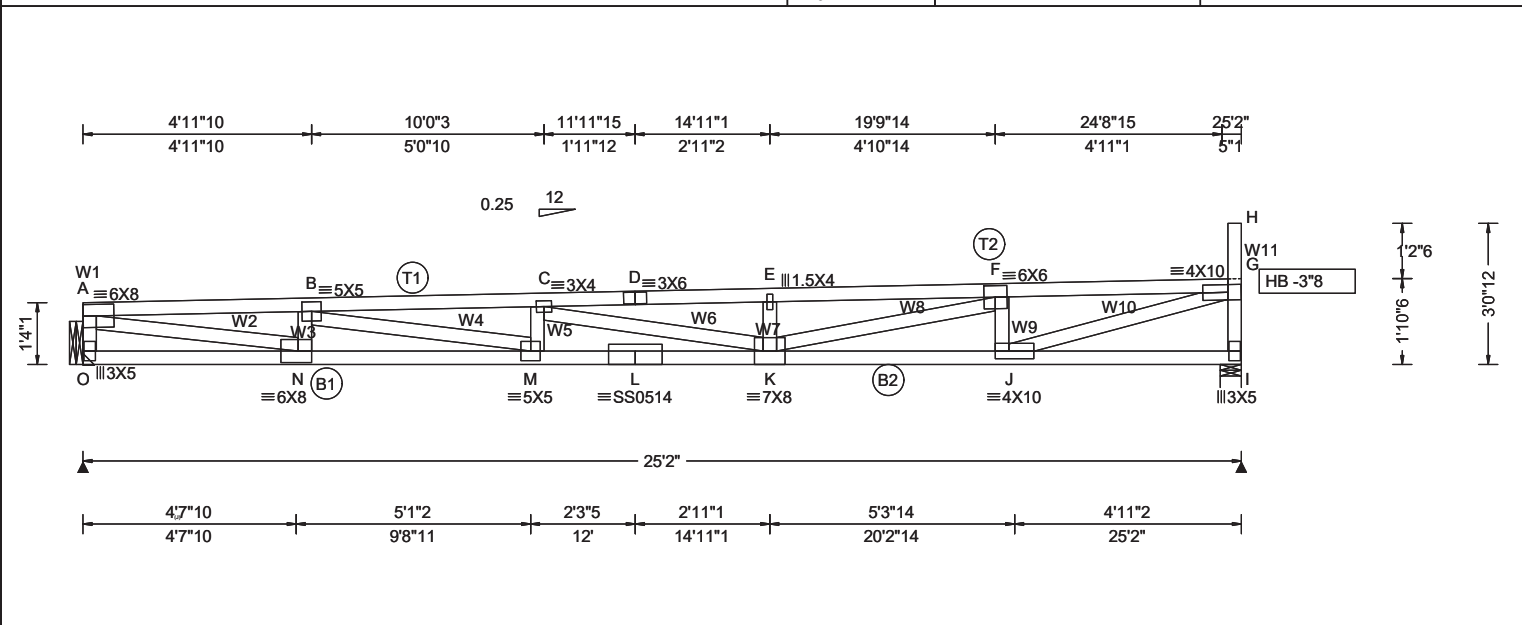 4'11"10 10'0"3 11'11"15 14'11"1 19'9"14 24'8"15 25'2"
4'11"10 5'0"10 1'11"12 2'11"2 4'10"14 4'11"1 5"1
12
0.25
H
T2
W11
1'2"6
W1
A
≡6X8
B
≡5X5
T1
C
≡3X4
D
≡3X6
E
|||1.5X4
F
≡6X6
≡4X10
G
HB -3"8
3'0"12
1'4"1
W2
W3
W4
W5
W6
W7
W8
W9
W10
1'10"6
O
|||3X5
N
B1
M
L
K
B2
J
I
≡6X8
≡5X5
≡SS0514
≡7X8
≡4X10
|||3X5
25'2"
4'7"10 5'1"2 2'3"5 2'11"1 5'3"14 4'11"2
4'7"10 9'8"11 12' 14'11"1 20'2"14 25'2"